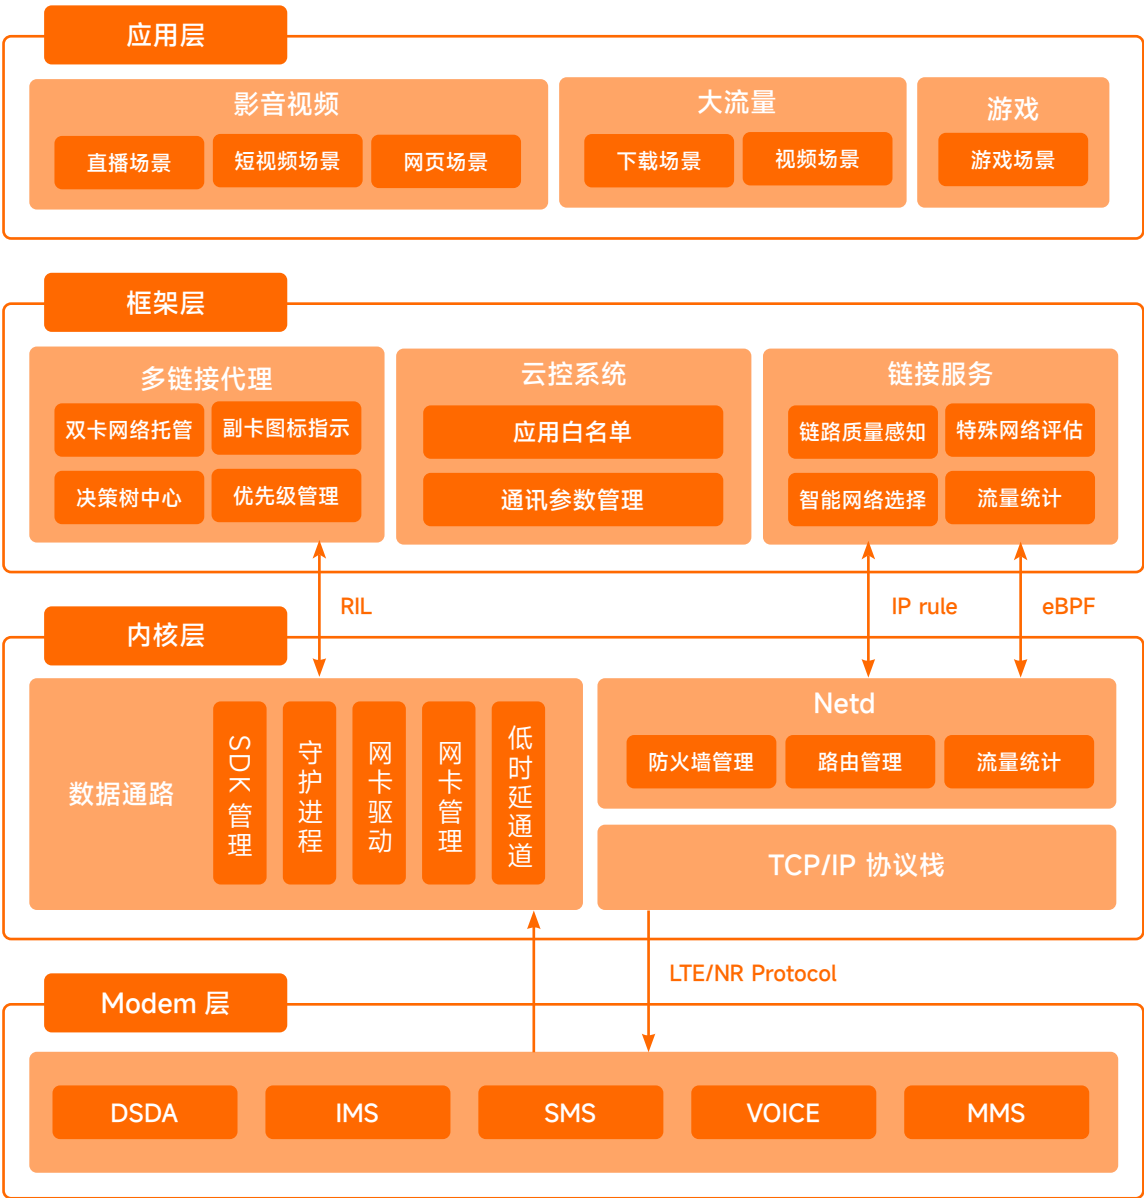 应用层
影音视频
直播场景
短视频场景
网页场景
大流量
下载场景
视频场景
游戏
游戏场景
框架层
多链接代理
双卡网络托管
副卡图标指示
决策树中心
优先级管理
云控系统
应用白名单
通讯参数管理
链接服务
链路质量感知
特殊网络评估
智能网络选择
流量统计
RIL
IP rule
eBPF
内核层
数据通路
SDK 管理
守护进程
网卡驱动
网卡管理
低时延通道
Netd
防火墙管理
路由管理
流量统计
TCP/IP 协议栈
LTE/NR Protocol
Modem 层
DSDA
IMS
SMS
VOICE
MMS